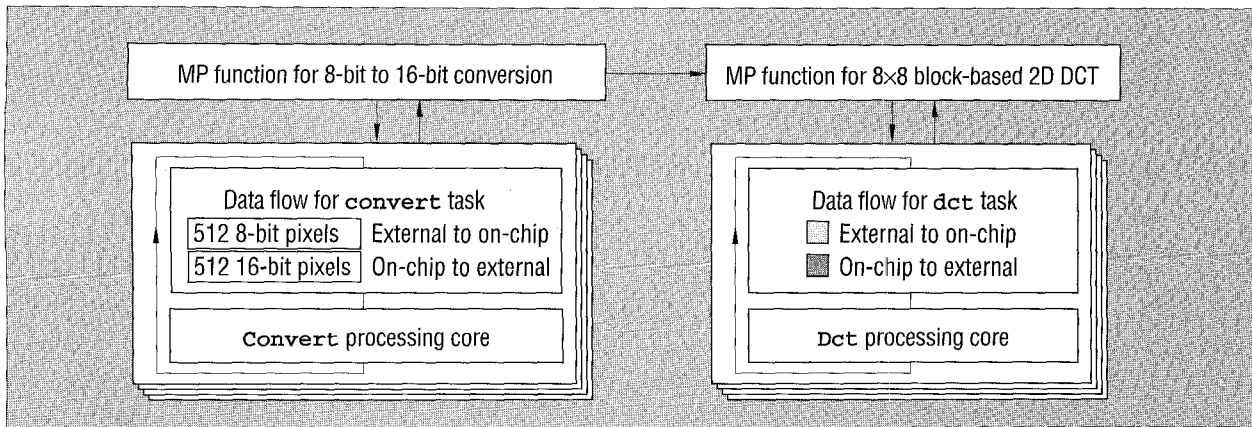 MP function for 8-bit to 16-bit conversion
MP function for 8×8 block-based 2D DCT
Data flow for convert task
512 8-bit pixels External to on-chip
512 16-bit pixels On-chip to external
Convert processing core
Data flow for dct task
External to on-chip
On-chip to external
Dct processing core